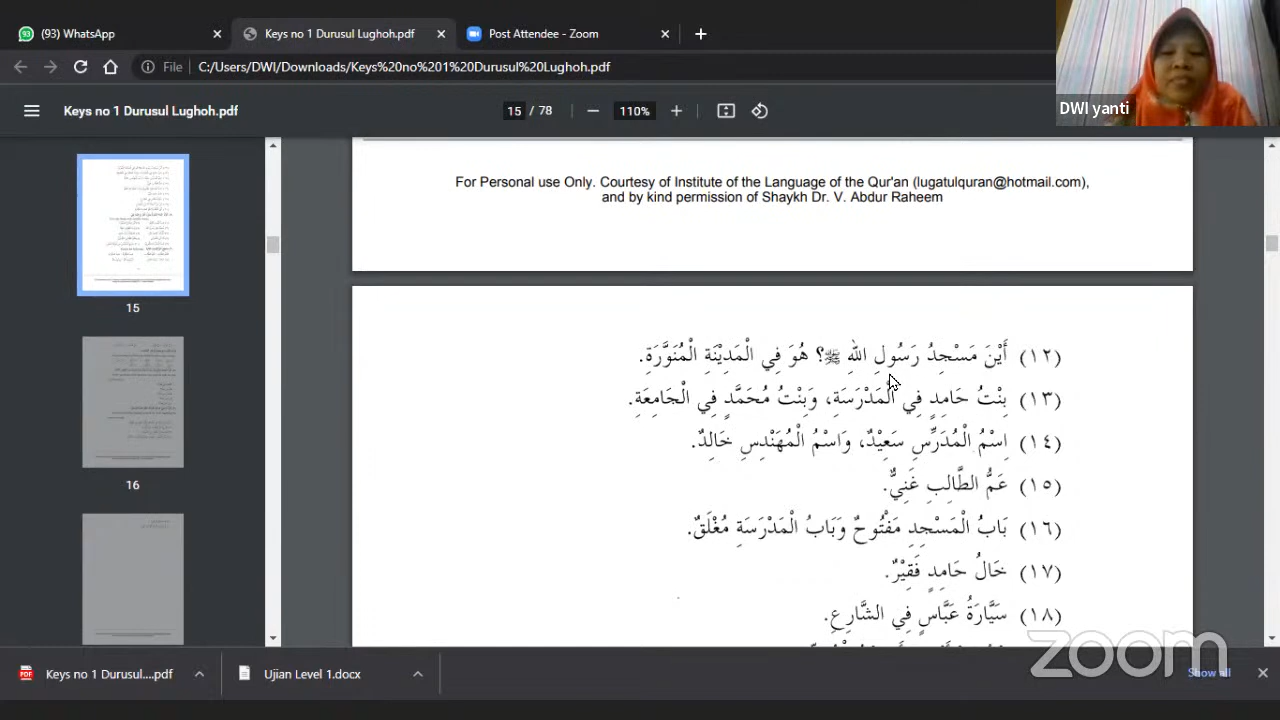 (93) WhatsApp
Keys no 1 Durusul Lughoh.pdf
Post Attendee - Zoom
File
C:/Users/DWI/Downloads/Keys%20no%201%20Durusul%20Lughoh.pdf
DWI yanti
Keys no 1 Durusul Lughoh.pdf
15 / 78
110%
15
16
For Personal use Only. Courtesy of Institute of the Language of the Qur'an (lugatulquran@hotmail.com),
and by kind permission of Shaykh Dr. V. Abdur Raheem
(١٢) أَيْنَ مَسْجِدُ رَسُولِ اللهِ ﷺ؟ هُوَ فِي الْمَدِيْنَةِ الْمُنَوَّرَةِ.
(١٣) بِنْتُ حَامِدٍ فِي الْمَدْرَسَةِ، وَبِنْتُ مُحَمَّدٍ فِي الْجَامِعَةِ.
(١٤) اِسْمُ الْمُدَرِّسِ سَعِيْدٌ، وَاسْمُ الْمُهَنْدِسِ خَالِدٌ.
(١٥) عَمُّ الطَّالِبِ غَنِيٌّ.
(١٦) بَابُ الْمَسْجِدِ مَفْتُوحٌ وَبَابُ الْمَدْرَسَةِ مُغْلَقٌ.
(١٧) خَالُ حَامِدٍ فَقِيْرٌ.
(١٨) سَيَّارَةُ عَبَّاسٍ فِي الشَّارِعِ.
zoom
Keys no 1 Durusul....pdf
Ujian Level 1.docx
Show all